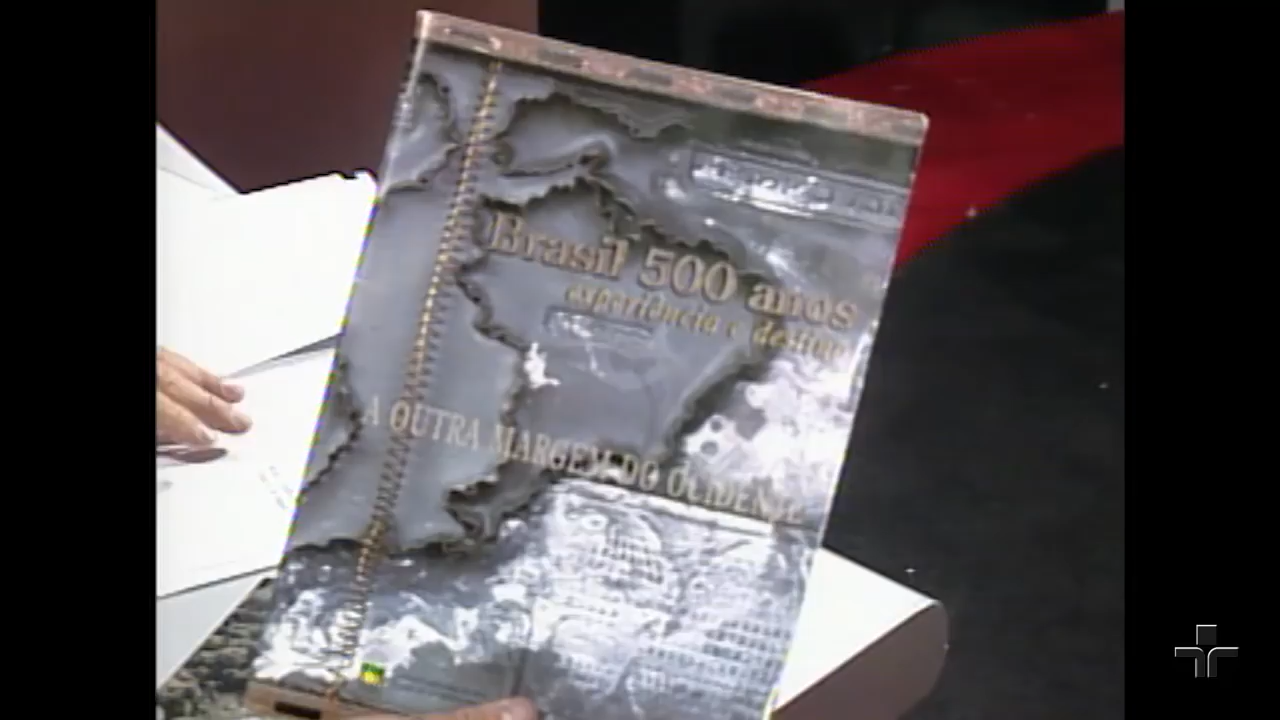 Brasil 500 anos
experiência e destino
A OUTRA MARGEM DO OCIDENTE